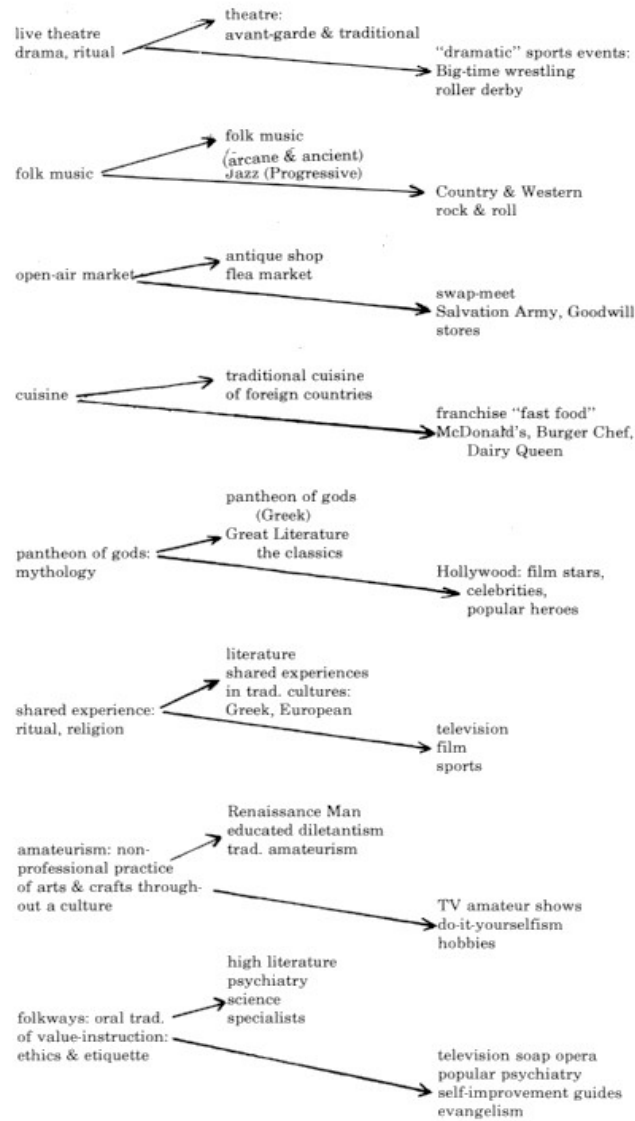 live theatre
drama, ritual
theatre:
avant-garde & traditional
“dramatic” sports events:
Big-time wrestling
roller derby
folk music
folk music
(arcane & ancient)
Jazz (Progressive)
Country & Western
rock & roll
open-air market
antique shop
flea market
swap-meet
Salvation Army, Goodwill
stores
cuisine
traditional cuisine
of foreign countries
franchise “fast food”
McDonald’s, Burger Chef,
Dairy Queen
pantheon of gods:
mythology
pantheon of gods
(Greek)
Great Literature
the classics
Hollywood: film stars,
celebrities,
popular heroes
shared experience:
ritual, religion
literature
shared experiences
in trad. cultures:
Greek, European
television
film
sports
amateurism: non-
professional practice
of arts & crafts through-
out a culture
Renaissance Man
educated diletantism
trad. amateurism
TV amateur shows
do-it-yourselfism
hobbies
folkways: oral trad.
of value-instruction:
ethics & etiquette
high literature
psychiatry
science
specialists
television soap opera
popular psychiatry
self-improvement guides
evangelism